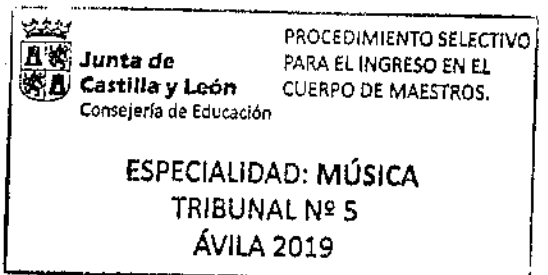 Junta de
Castilla y León
Consejería de Educación
PROCEDIMIENTO SELECTIVO
PARA EL INGRESO EN EL
CUERPO DE MAESTROS.
ESPECIALIDAD: MÚSICA
TRIBUNAL Nº 5
ÁVILA 2019